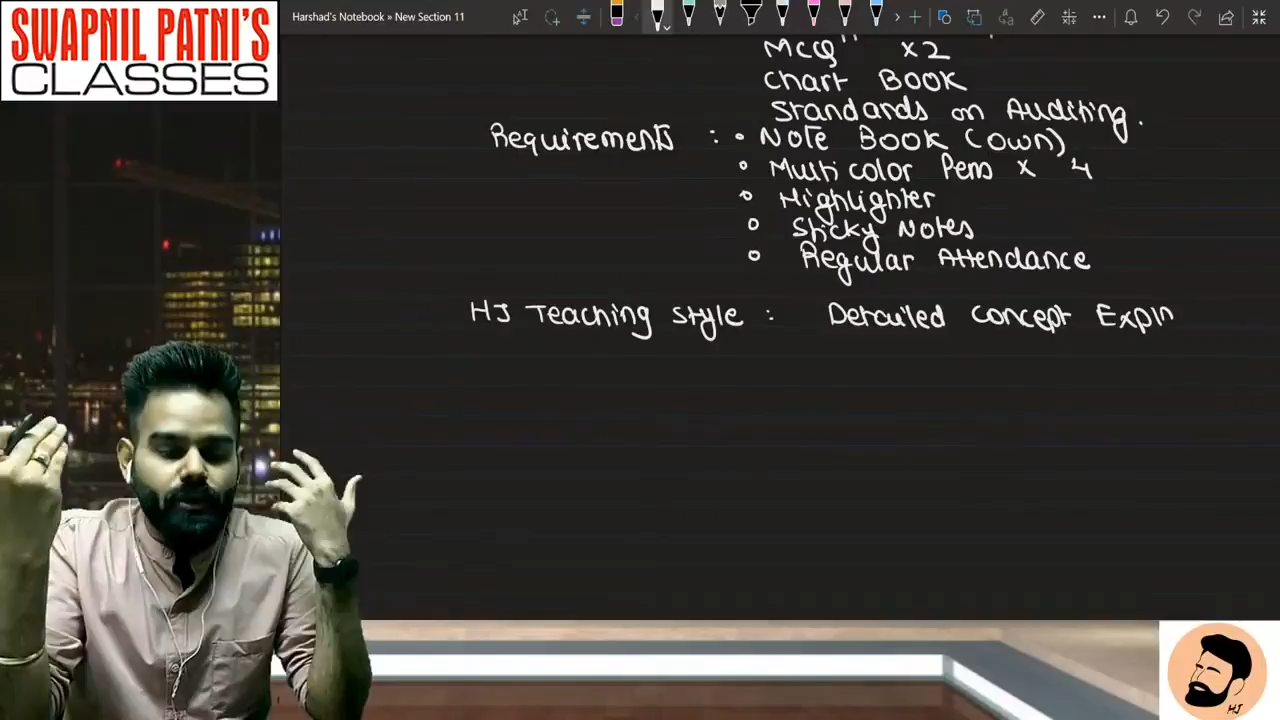 SWAPNIL PATNI'S
CLASSES
Harshad's Notebook » New Section 11
MCQ" x2
Chart Book
Standards on Auditing.
Requirements : • Note Book (own)
• Multi color Pens x 4
• Highlighter
• Sticky Notes
• Regular Attendance
HJ Teaching Style : Detailed Concept Expln
HJ